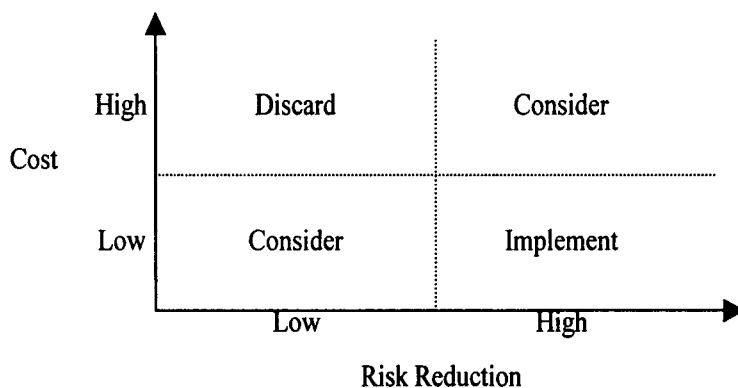 High
Discard
Consider
Cost
Low
Consider
Implement
Low
High
Risk Reduction